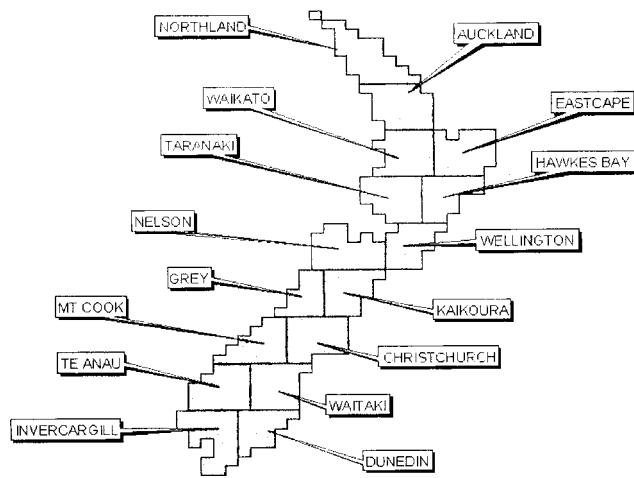 NORTHLAND
AUCKLAND
WAIKATO
EASTCAPE
TARANAKI
HAWKES BAY
NELSON
WELLINGTON
GREY
MT COOK
KAIKOURA
TE ANAU
CHRISTCHURCH
WAITAKI
INVERCARGILL
DUNEDIN